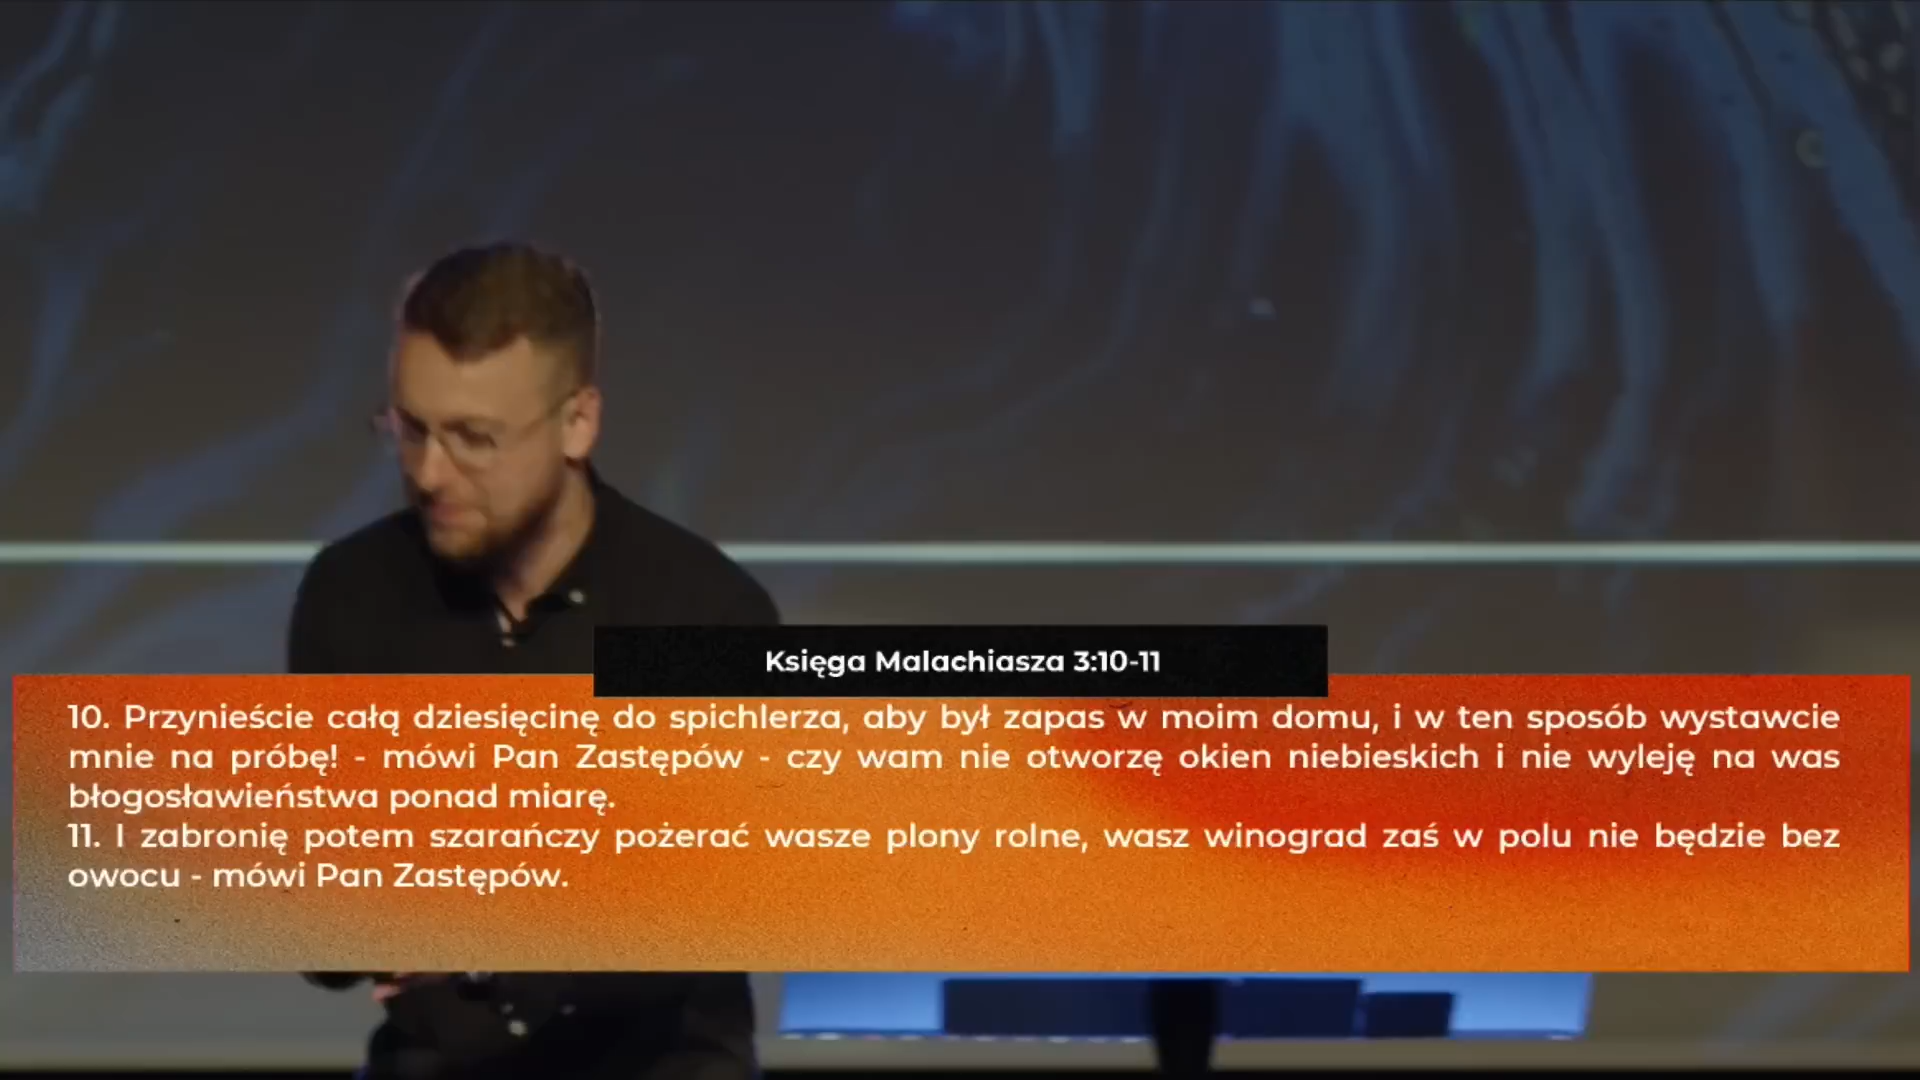 Księga Malachiasza 3:10-11
10. Przynieście całą dziesięcinę do spichlerza, aby był zapas w moim domu, i w ten sposób wystawcie
mnie na próbę! - mówi Pan Zastępów - czy wam nie otworzę okien niebieskich i nie wyleję na was
błogosławieństwa ponad miarę.
11. I zabronię potem szarańczy pożerać wasze plony rolne, wasz winograd zaś w polu nie będzie bez
owocu - mówi Pan Zastępów.